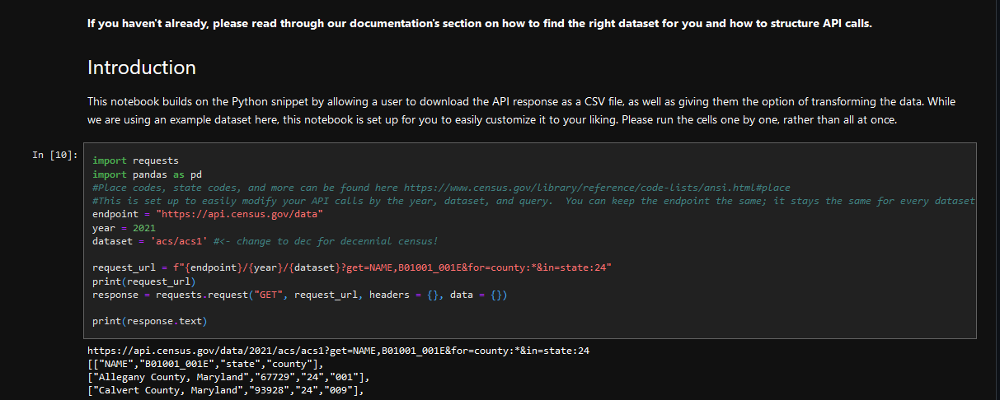 If you haven't already, please read through our documentation's section on how to find the right dataset for you and how to structure API calls.
Introduction
This notebook builds on the Python snippet by allowing a user to download the API response as a CSV file, as well as giving them the option of transforming the data. While
we are using an example dataset here, this notebook is set up for you to easily customize it to your liking. Please run the cells one by one, rather than all at once.
In [10]:
import requests
import pandas as pd
#Place codes, state codes, and more can be found here https://www.census.gov/library/reference/code-lists/ansi.html#place
#This is set up to easily modify your API calls by the year, dataset, and query.  You can keep the endpoint the same; it stays the same for every dataset
endpoint = "https://api.census.gov/data"
year = 2021
dataset = 'acs/acs1' #<- change to dec for decennial census!
request_url = f"{endpoint}/{year}/{dataset}?get=NAME,B01001_001E&for=county:*&in=state:24"
print(request_url)
response = requests.request("GET", request_url, headers = {}, data = {})
print(response.text)
https://api.census.gov/data/2021/acs/acs1?get=NAME,B01001_001E&for=county:*&in=state:24
[["NAME","B01001_001E","state","county"],
["Allegany County, Maryland","67729","24","001"],
["Calvert County, Maryland","93928","24","009"],